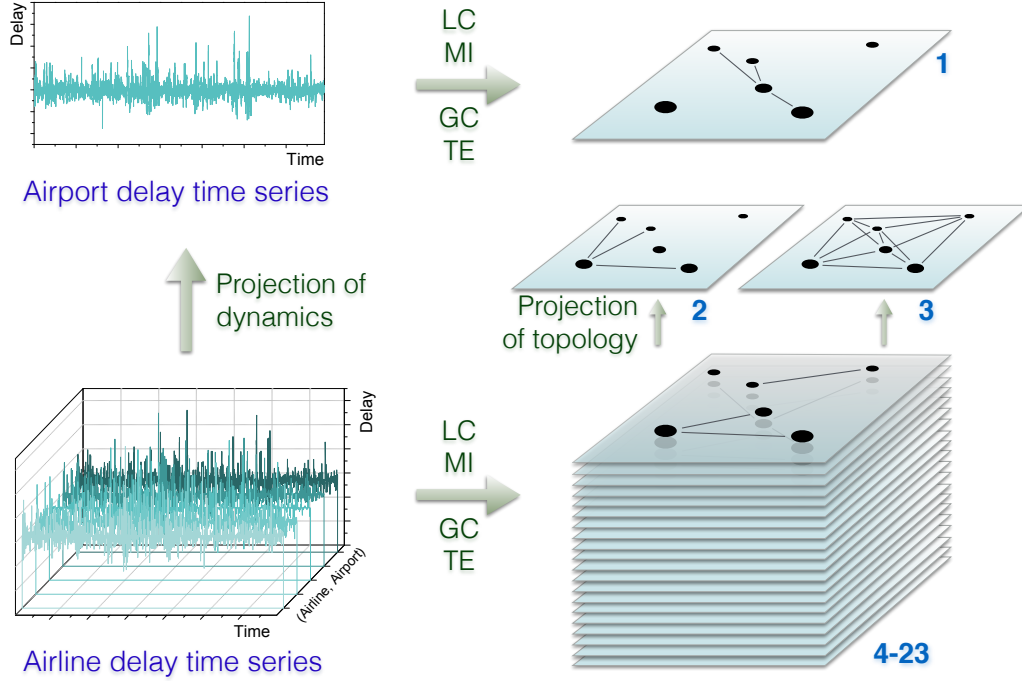 Delay
Time
Airport delay time series
LC
MI
GC
TE
1
Projection of
dynamics
Projection
of topology
2
3
Delay
(Airline, Airport)
Time
Airline delay time series
LC
MI
GC
TE
4-23